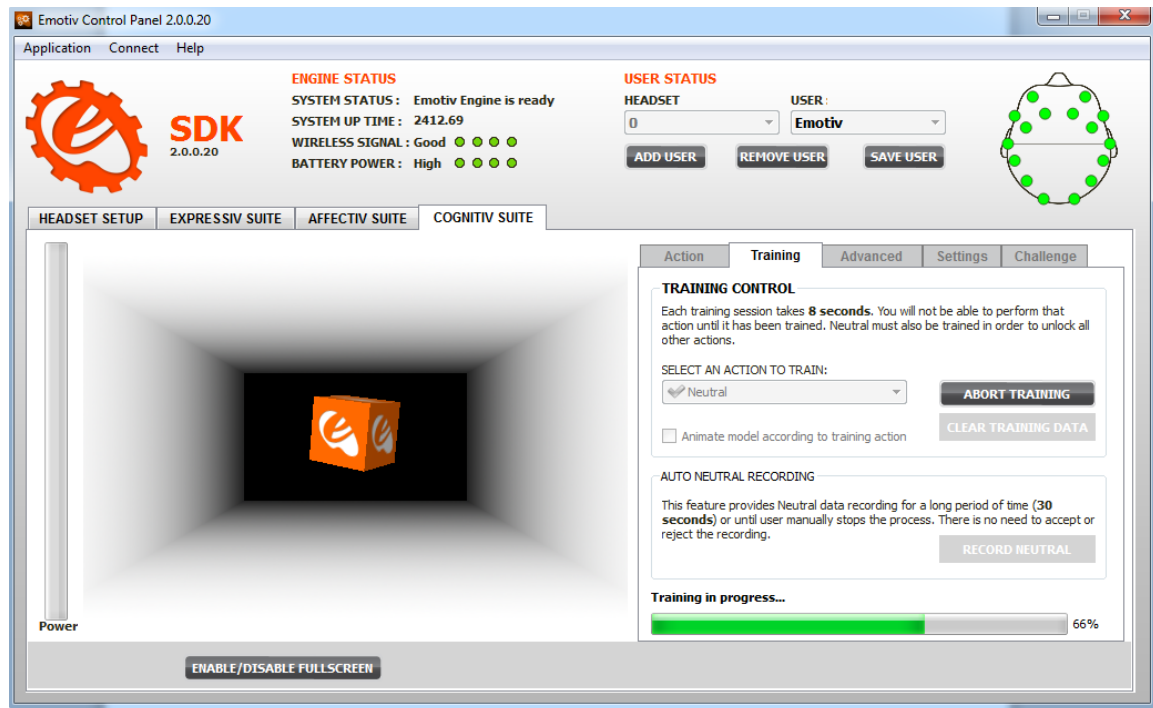 Emotiv Control Panel 2.0.0.20
Application Connect Help
SDK
2.0.0.20
ENGINE STATUS
SYSTEM STATUS : Emotiv Engine is ready
SYSTEM UP TIME : 2412.69
WIRELESS SIGNAL : Good
BATTERY POWER : High
USER STATUS
HEADSET USER :
0 Emotiv
ADD USER REMOVE USER SAVE USER
HEADSET SETUP EXPRESSIV SUITE AFFECTIV SUITE COGNITIV SUITE
Power
ENABLE/DISABLE FULLSCREEN
Action Training Advanced Settings Challenge
TRAINING CONTROL
Each training session takes 8 seconds. You will not be able to perform that
action until it has been trained. Neutral must also be trained in order to unlock all
other actions.
SELECT AN ACTION TO TRAIN:
Neutral
ABORT TRAINING
CLEAR TRAINING DATA
Animate model according to training action
AUTO NEUTRAL RECORDING
This feature provides Neutral data recording for a long period of time (30
seconds) or until user manually stops the process. There is no need to accept or
reject the recording.
RECORD NEUTRAL
Training in progress...
66%